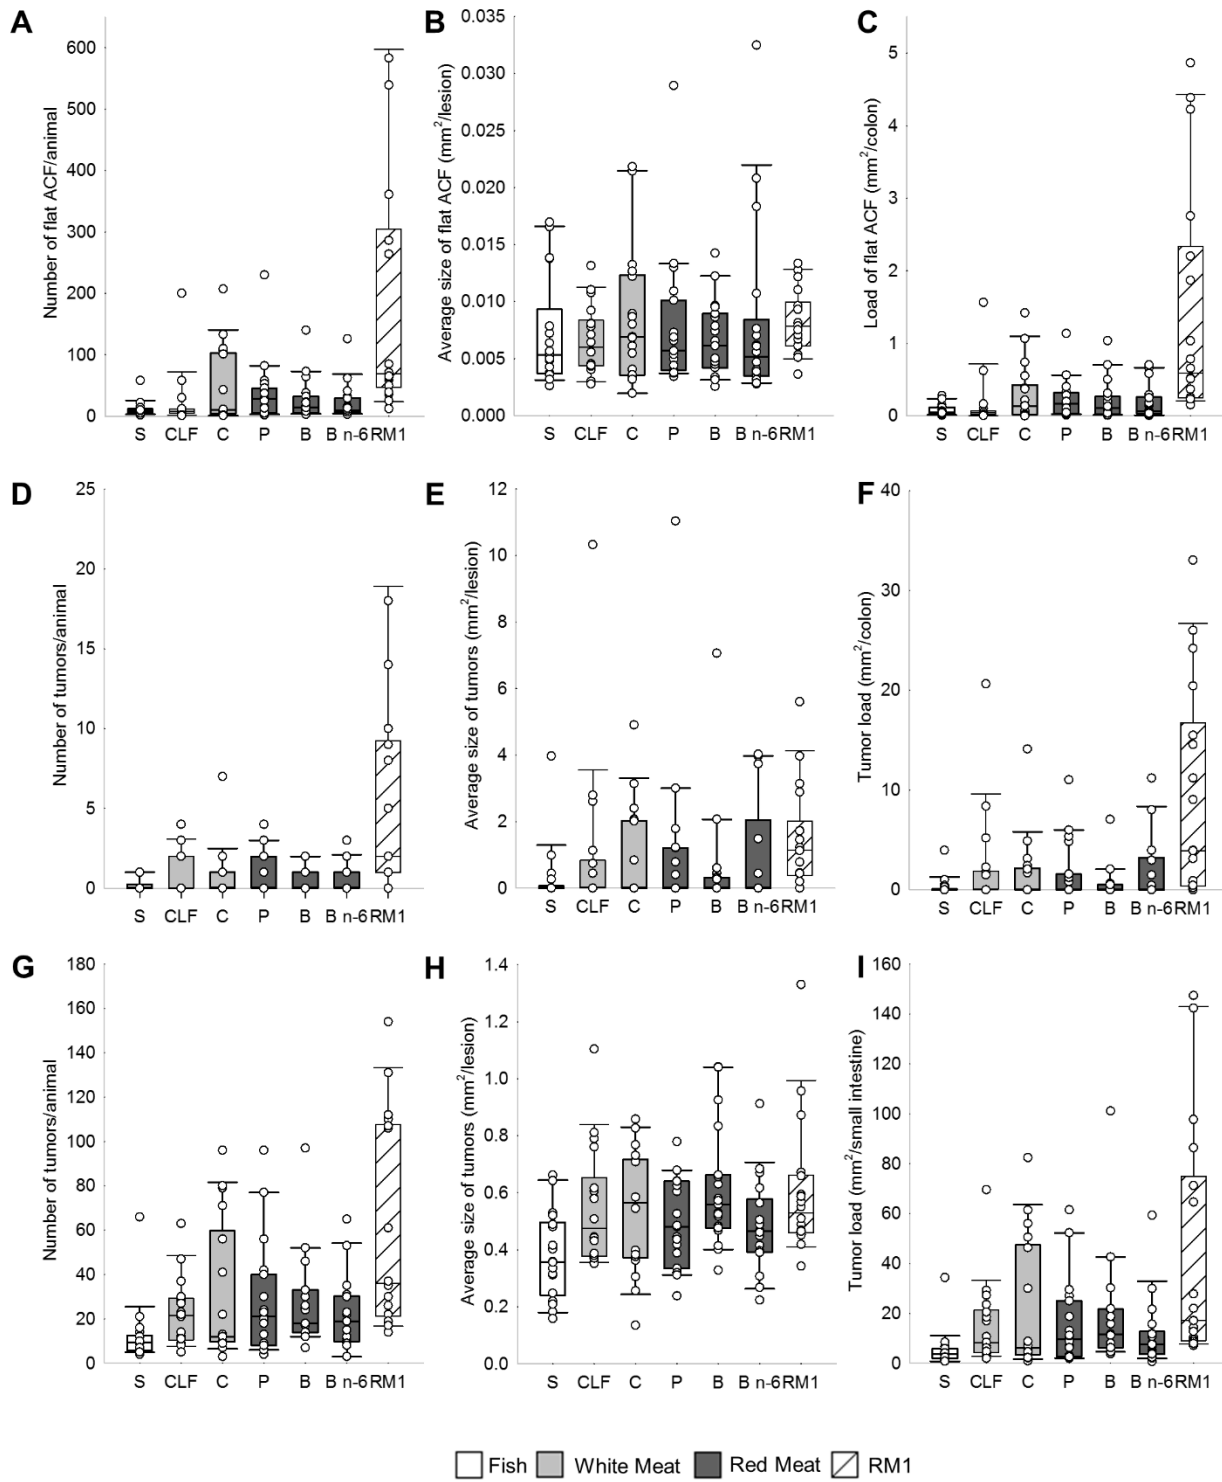 A
Number of flat ACF/animal
600
500
400
300
200
100
0
S CLF C P B B n-6 RM1
B
Average size of flat ACF (mm²/lesion)
0.035
0.030
0.025
0.020
0.015
0.010
0.005
0.000
S CLF C P B B n-6 RM1
C
Load of flat ACF (mm²/colon)
5
4
3
2
1
0
S CLF C P B B n-6 RM1
D
Number of tumors/animal
25
20
15
10
5
0
S CLF C P B B n-6 RM1
E
Average size of tumors (mm²/lesion)
12
10
8
6
4
2
0
S CLF C P B B n-6 RM1
F
Tumor load (mm²/colon)
40
30
20
10
0
S CLF C P B B n-6 RM1
G
Number of tumors/animal
180
160
140
120
100
80
60
40
20
0
S CLF C P B B n-6 RM1
H
Average size of tumors (mm²/lesion)
1.4
1.2
1.0
0.8
0.6
0.4
0.2
0.0
S CLF C P B B n-6 RM1
I
Tumor load (mm²/small intestine)
160
140
120
100
80
60
40
20
0
S CLF C P B B n-6 RM1
Fish White Meat Red Meat RM1